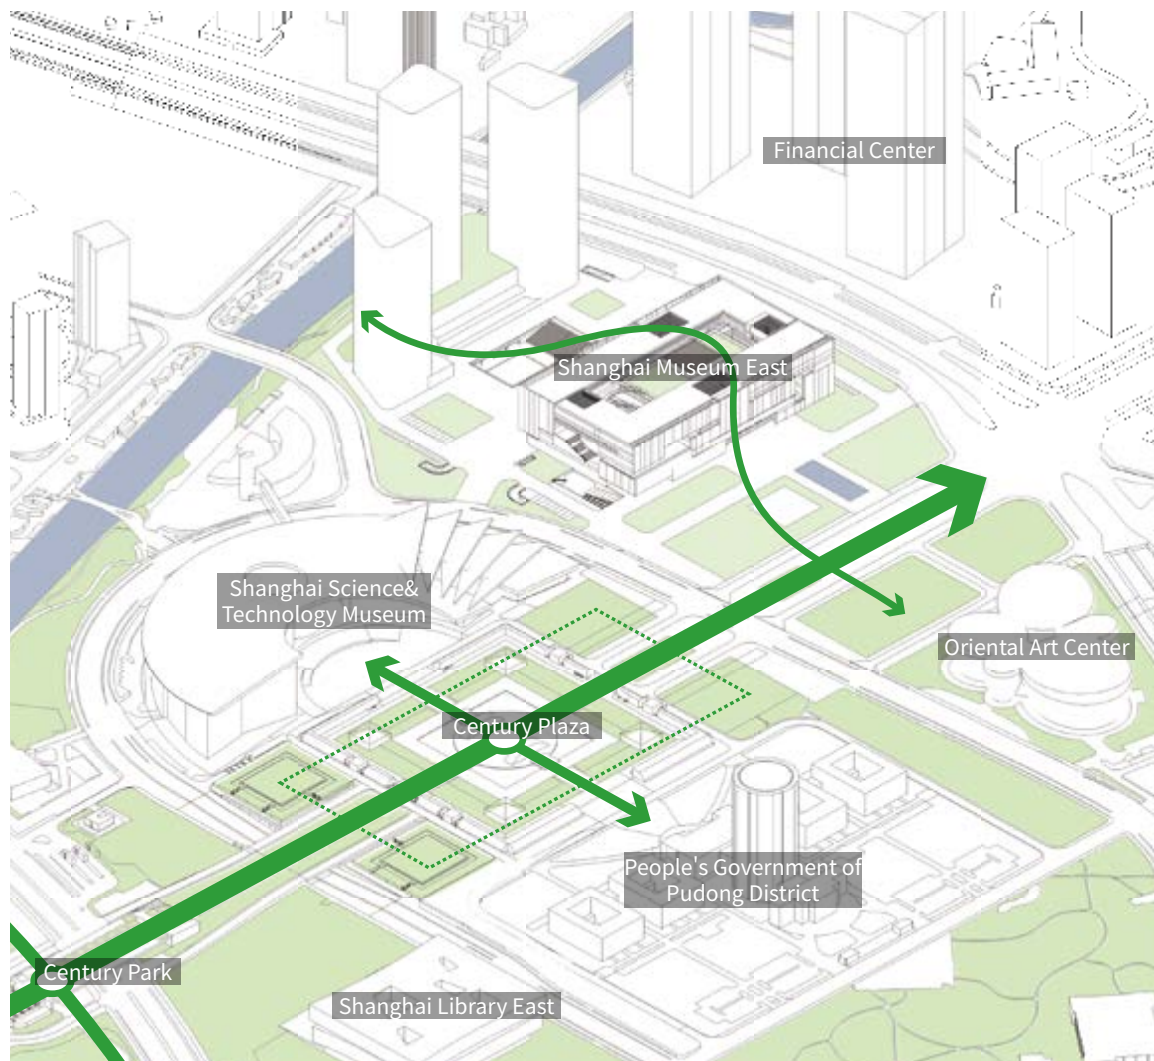 Financial Center
Shanghai Museum East
Shanghai Science&
Technology Museum
Oriental Art Center
Century Plaza
People's Government of
Pudong District
Century Park
Shanghai Library East